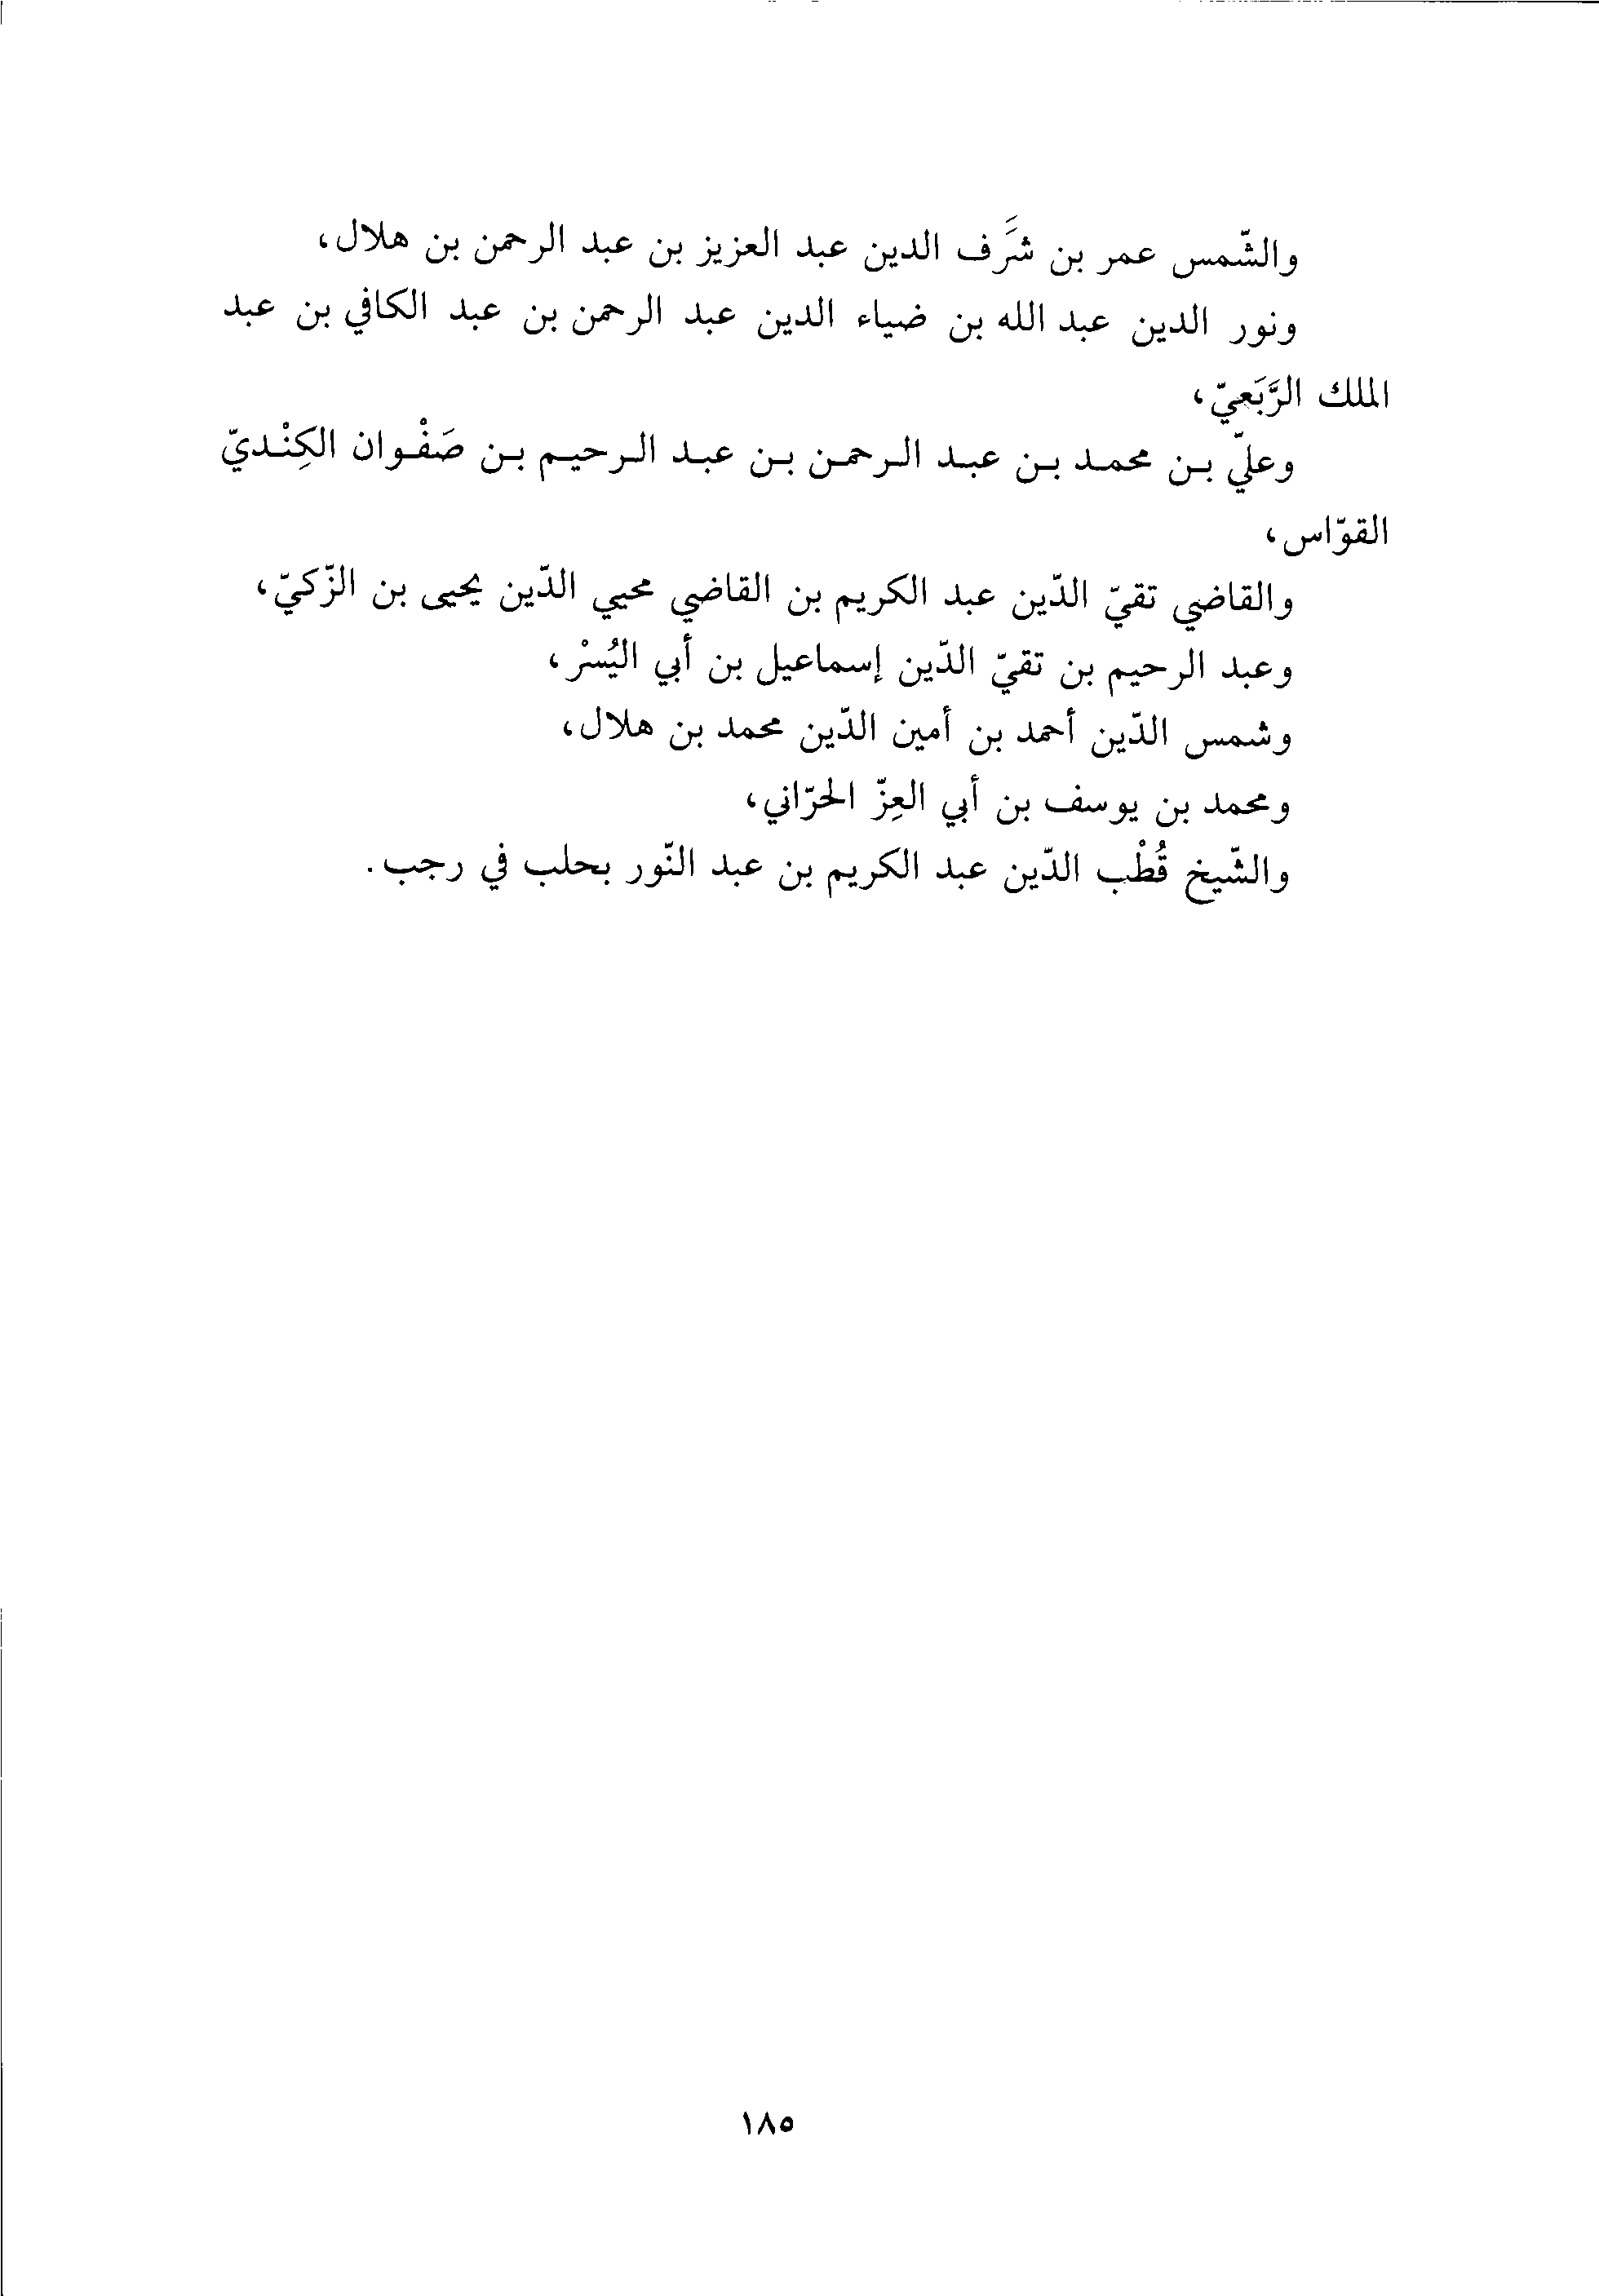 والشّمس عمر بن شَرَف الدين عبد العزيز بن عبد الرحمن بن هلال،
ونور الدين عبد الله بن ضياء الدين عبد الرحمن بن عبد الكافي بن عبد
الملك الرَّبَعيّ،
وعليّ بن محمد بن عبد الرحمن بن عبد الرحيم بن صَفْوان الكِنْديّ
القوّاس،
والقاضي تقيّ الدّين عبد الكريم بن القاضي محيي الدّين يحيى بن الزّكيّ،
وعبد الرحيم بن تقيّ الدّين إسماعيل بن أبي اليُسْر،
وشمس الدّين أحمد بن أمين الدّين محمد بن هلال،
ومحمد بن يوسف بن أبي العِزّ الحرّاني،
والشّيخ قُطْب الدّين عبد الكريم بن عبد النّور بحلب في رجب.
١٨٥